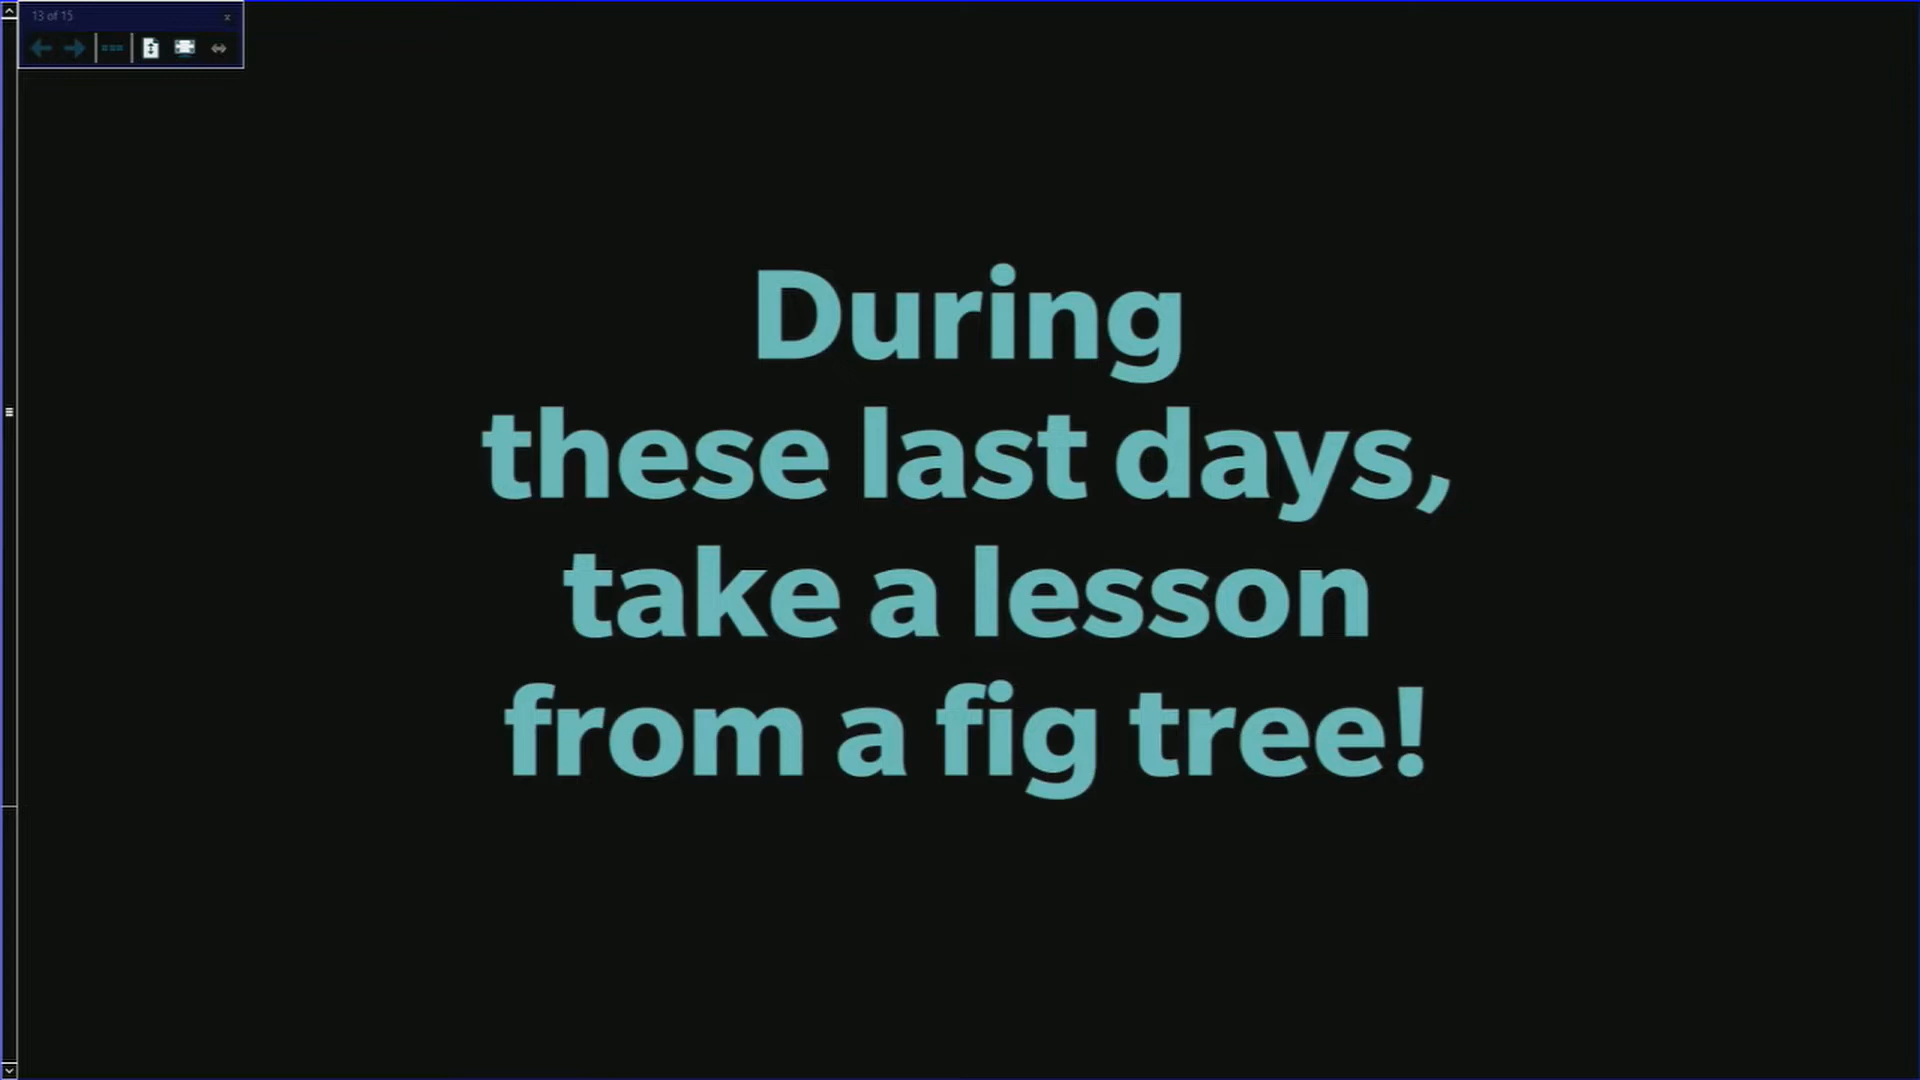 13 of 15
x
During
these last days,
take a lesson
from a fig tree!